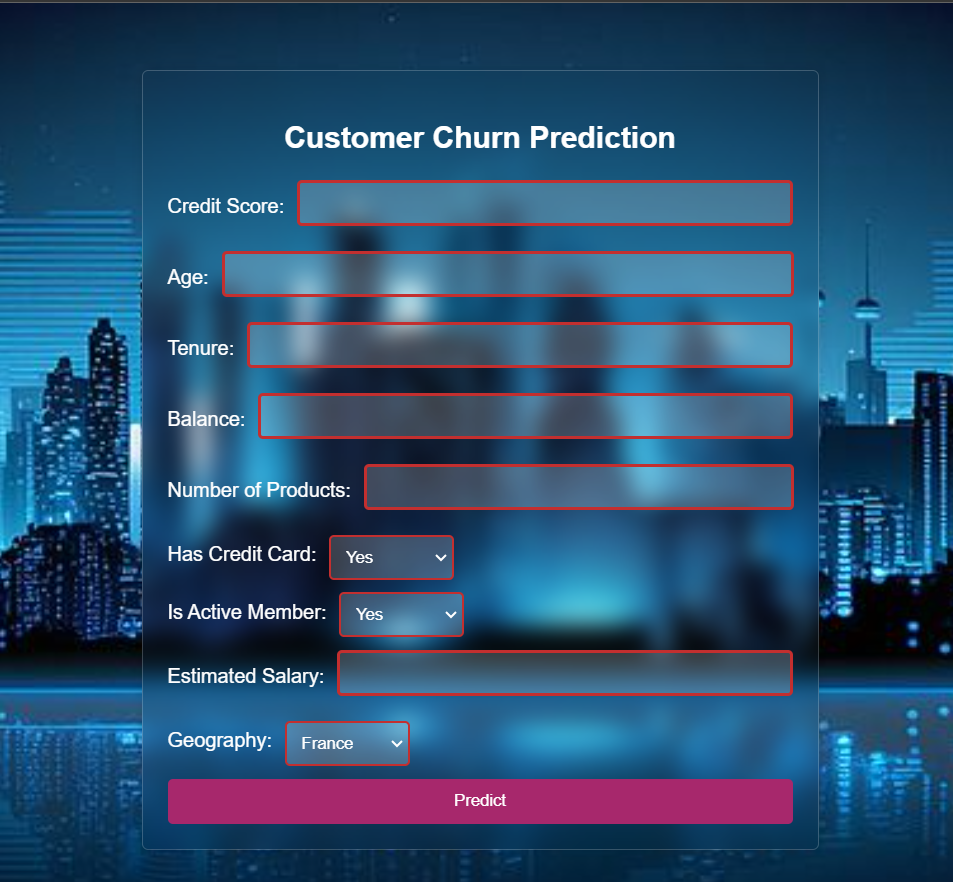 Customer Churn Prediction
Credit Score:
Age:
Tenure:
Balance:
Number of Products:
Has Credit Card: Yes
Is Active Member: Yes
Estimated Salary:
Geography: France
Predict